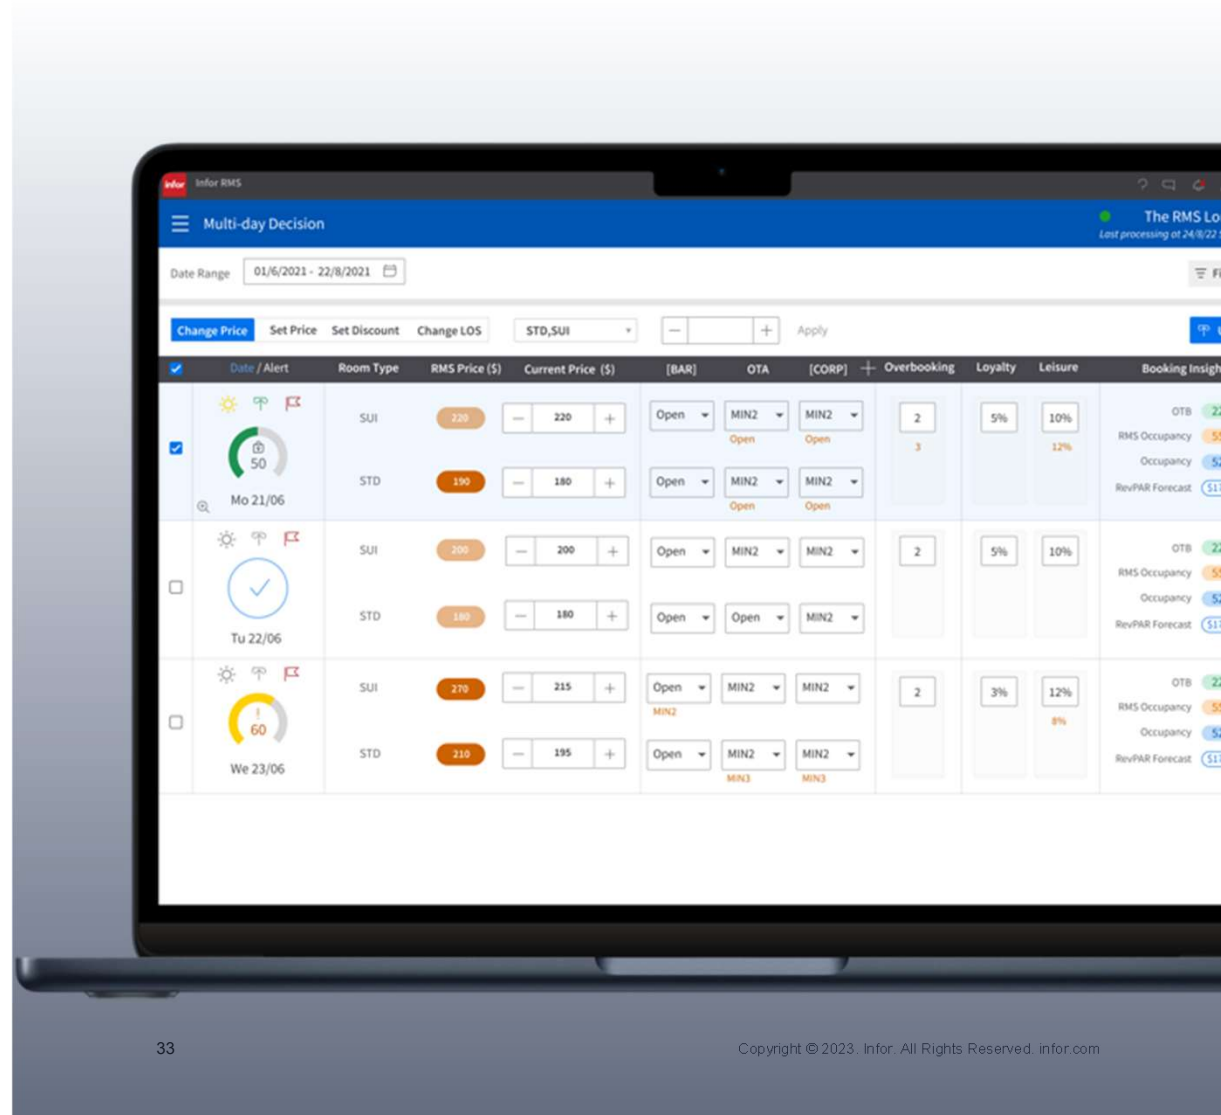 infor Infor RMS
Multi-day Decision
The RMS Lo
Last processing at 24/8/22
Date Range 01/6/2021 - 22/8/2021
Change Price Set Price Set Discount Change LOS STD,SUI Apply
Date / Alert Room Type RMS Price ($) Current Price ($) [BAR] OTA [CORP] Overbooking Loyalty Leisure Booking Insigh
SUI 220 — 220 + Open MIN2 MIN2 2 5% 10% OTB
Open Open 3 12% RMS Occupancy
50 Occupancy
STD 190 — 180 + Open MIN2 MIN2 RevPAR Forecast
Mo 21/06 Open Open
SUI 200 — 200 + Open MIN2 MIN2 2 5% 10% OTB
RMS Occupancy
Occupancy
STD 180 — 180 + Open Open MIN2 RevPAR Forecast
Tu 22/06
SUI 270 — 215 + Open MIN2 MIN2 2 3% 12% OTB
MIN2 8% RMS Occupancy
! 60 Occupancy
STD 210 — 195 + Open MIN2 MIN2 RevPAR Forecast
We 23/06 MIN3 MIN3
33 Copyright © 2023. Infor. All Rights Reserved. infor.com